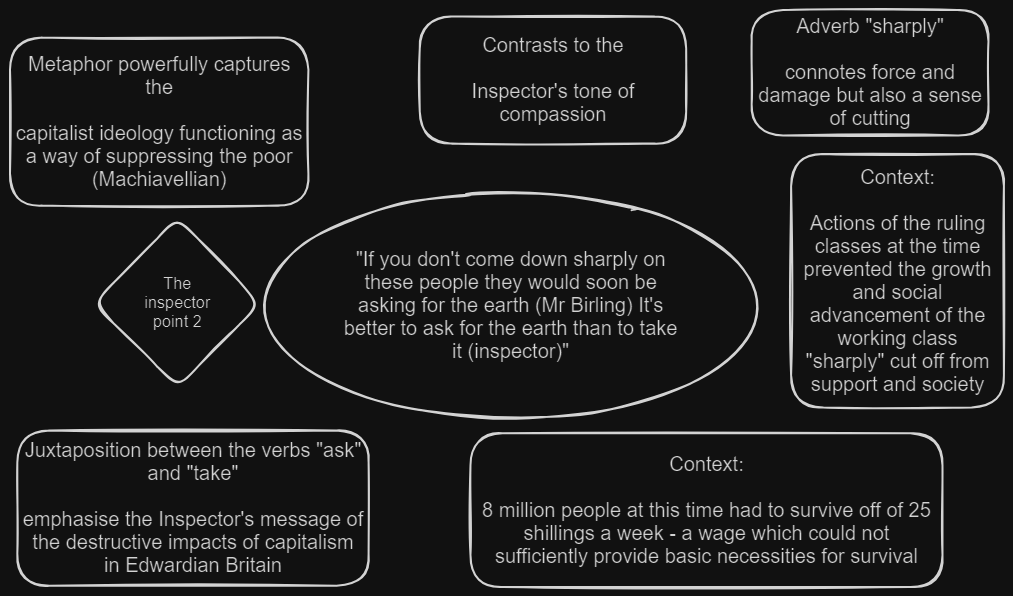 Metaphor powerfully captures
the
capitalist ideology functioning as
a way of suppressing the poor
(Machiavellian)
Contrasts to the
Inspector's tone of
compassion
Adverb "sharply"
connotes force and
damage but also a sense
of cutting
The
inspector
point 2
"If you don't come down sharply on
these people they would soon be
asking for the earth (Mr Birling) It's
better to ask for the earth than to take
it (inspector)"
Context:
Actions of the ruling
classes at the time
prevented the growth
and social
advancement of the
working class
"sharply" cut off from
support and society
Juxtaposition between the verbs "ask"
and "take"
emphasise the Inspector's message of
the destructive impacts of capitalism
in Edwardian Britain
Context:
8 million people at this time had to survive off of 25
shillings a week - a wage which could not
sufficiently provide basic necessities for survival